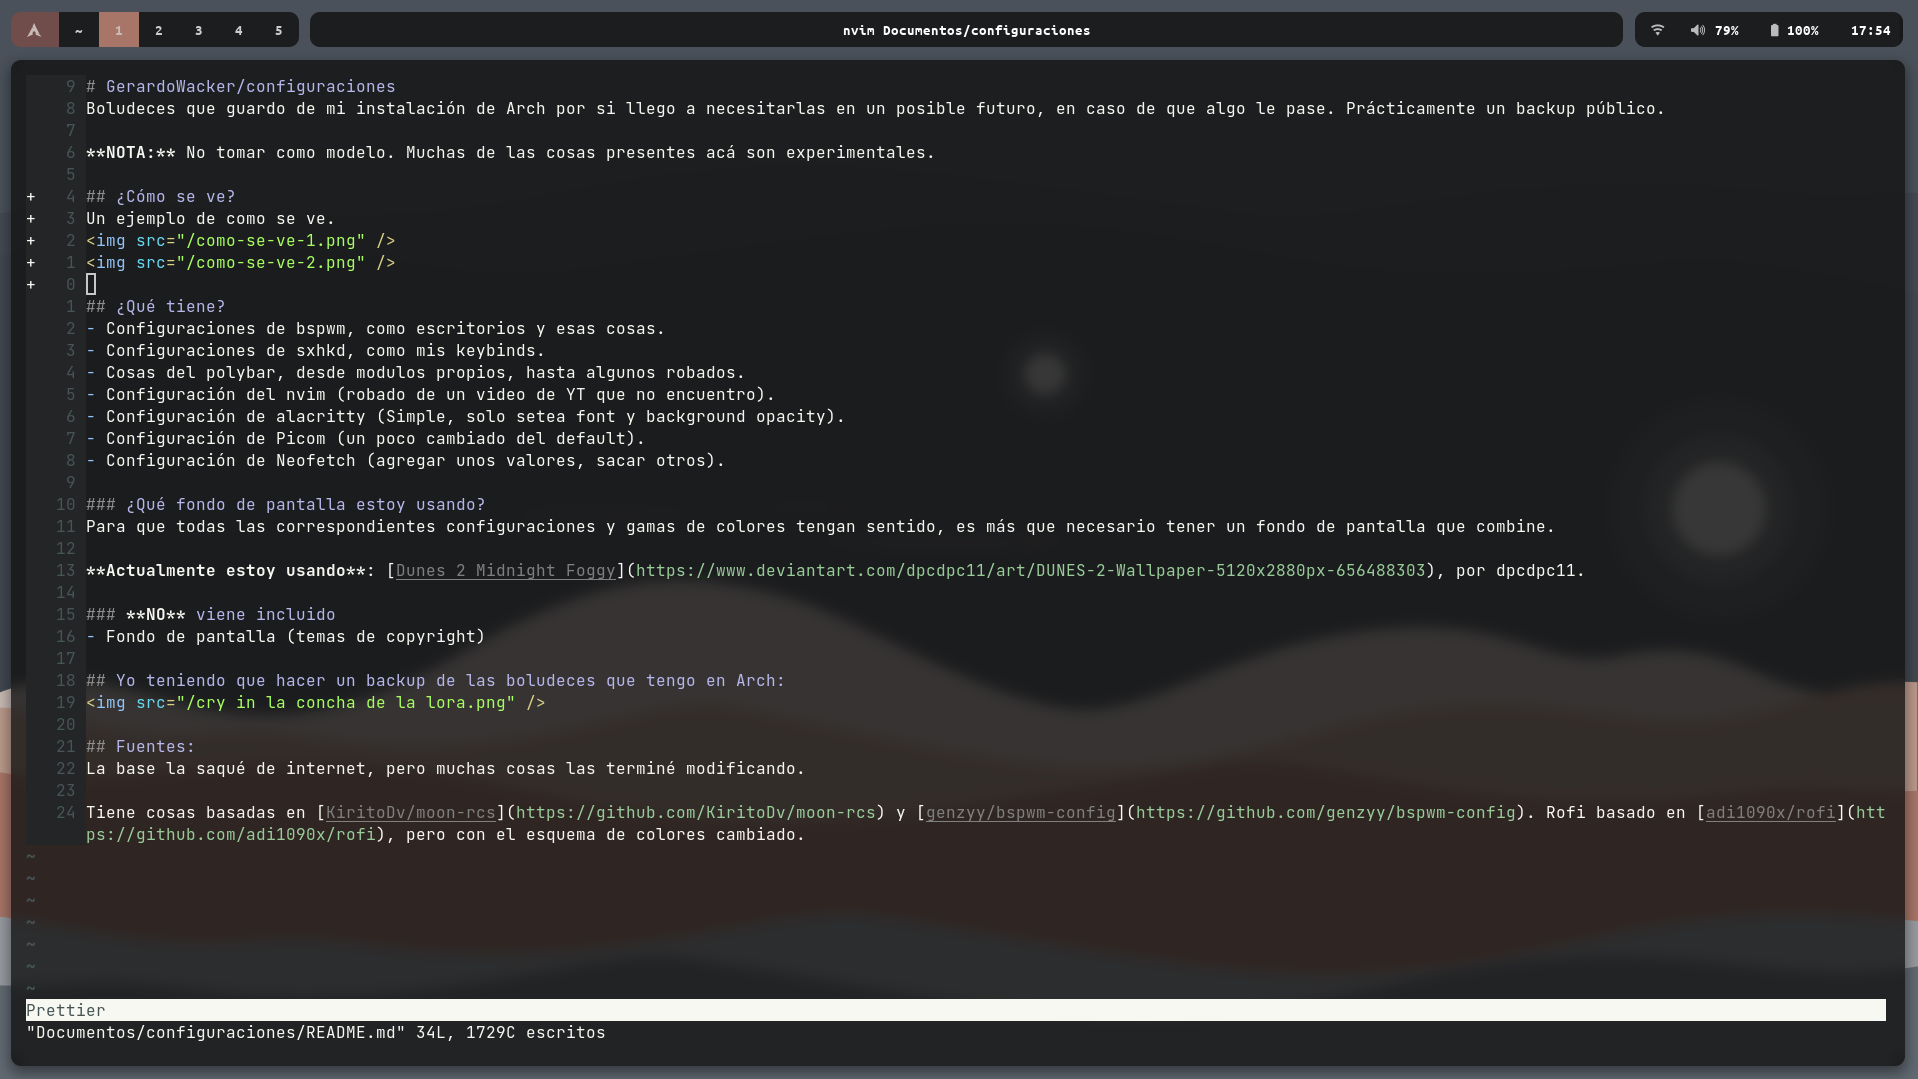 ~ 1 2 3 4 5 nvim Documentos/configuraciones 79% 100% 17:54
9 # GerardoWacker/configuraciones
8 Boludeces que guardo de mi instalación de Arch por si llego a necesitarlas en un posible futuro, en caso de que algo le pase. Prácticamente un backup público.
7
6 **NOTA:** No tomar como modelo. Muchas de las cosas presentes acá son experimentales.
5
+ 4 ## ¿Cómo se ve?
+ 3 Un ejemplo de como se ve.
+ 2 <img src="/como-se-ve-1.png" />
+ 1 <img src="/como-se-ve-2.png" />
+ 0
1 ## ¿Qué tiene?
2 - Configuraciones de bspwm, como escritorios y esas cosas.
3 - Configuraciones de sxhkd, como mis keybinds.
4 - Cosas del polybar, desde modulos propios, hasta algunos robados.
5 - Configuración del nvim (robado de un video de YT que no encuentro).
6 - Configuración de alacritty (Simple, solo setea font y background opacity).
7 - Configuración de Picom (un poco cambiado del default).
8 - Configuración de Neofetch (agregar unos valores, sacar otros).
9
10 ### ¿Qué fondo de pantalla estoy usando?
11 Para que todas las correspondientes configuraciones y gamas de colores tengan sentido, es más que necesario tener un fondo de pantalla que combine.
12
13 **Actualmente estoy usando**: [Dunes 2 Midnight Foggy](https://www.deviantart.com/dpcdpc11/art/DUNES-2-Wallpaper-5120x2880px-656488303), por dpcdpc11.
14
15 ### **NO** viene incluido
16 - Fondo de pantalla (temas de copyright)
17
18 ## Yo teniendo que hacer un backup de las boludeces que tengo en Arch:
19 <img src="/cry in la concha de la lora.png" />
20
21 ## Fuentes:
22 La base la saqué de internet, pero muchas cosas las terminé modificando.
23
24 Tiene cosas basadas en [KiritoDv/moon-rcs](https://github.com/KiritoDv/moon-rcs) y [genzyy/bspwm-config](https://github.com/genzyy/bspwm-config). Rofi basado en [adi1090x/rofi](htt
ps://github.com/adi1090x/rofi), pero con el esquema de colores cambiado.
~
~
~
~
~
~
~
Prettier
"Documentos/configuraciones/README.md" 34L, 1729C escritos